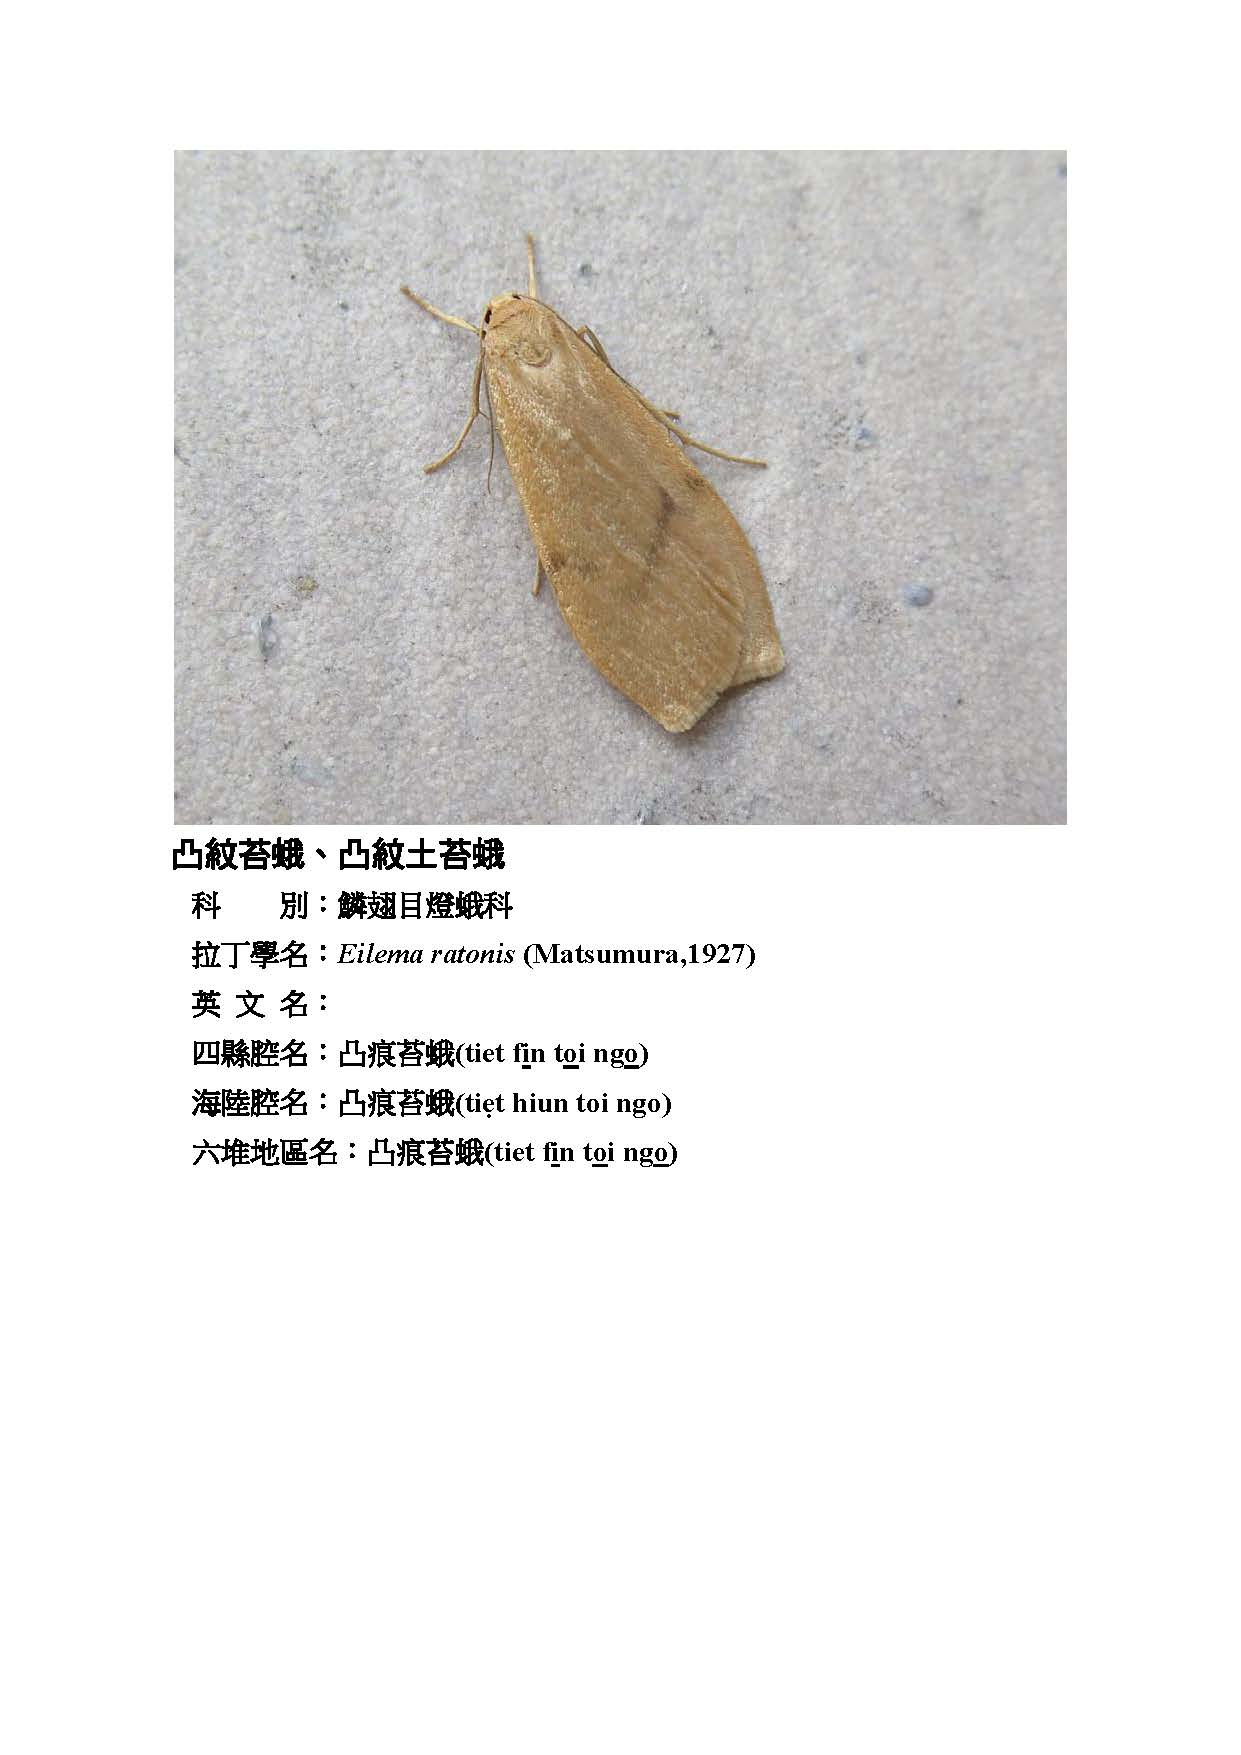 凸紋苔蛾、凸紋土苔蛾
科　　別：鱗翅目燈蛾科
拉丁學名：Eilema ratonis (Matsumura,1927)
英 文 名：
四縣腔名：凸痕苔蛾(tiet fi̲n to̲i ngo̲)
海陸腔名：凸痕苔蛾(tiẹt hiun toi ngo)
六堆地區名：凸痕苔蛾(tiet fi̲n to̲i ngo̲)